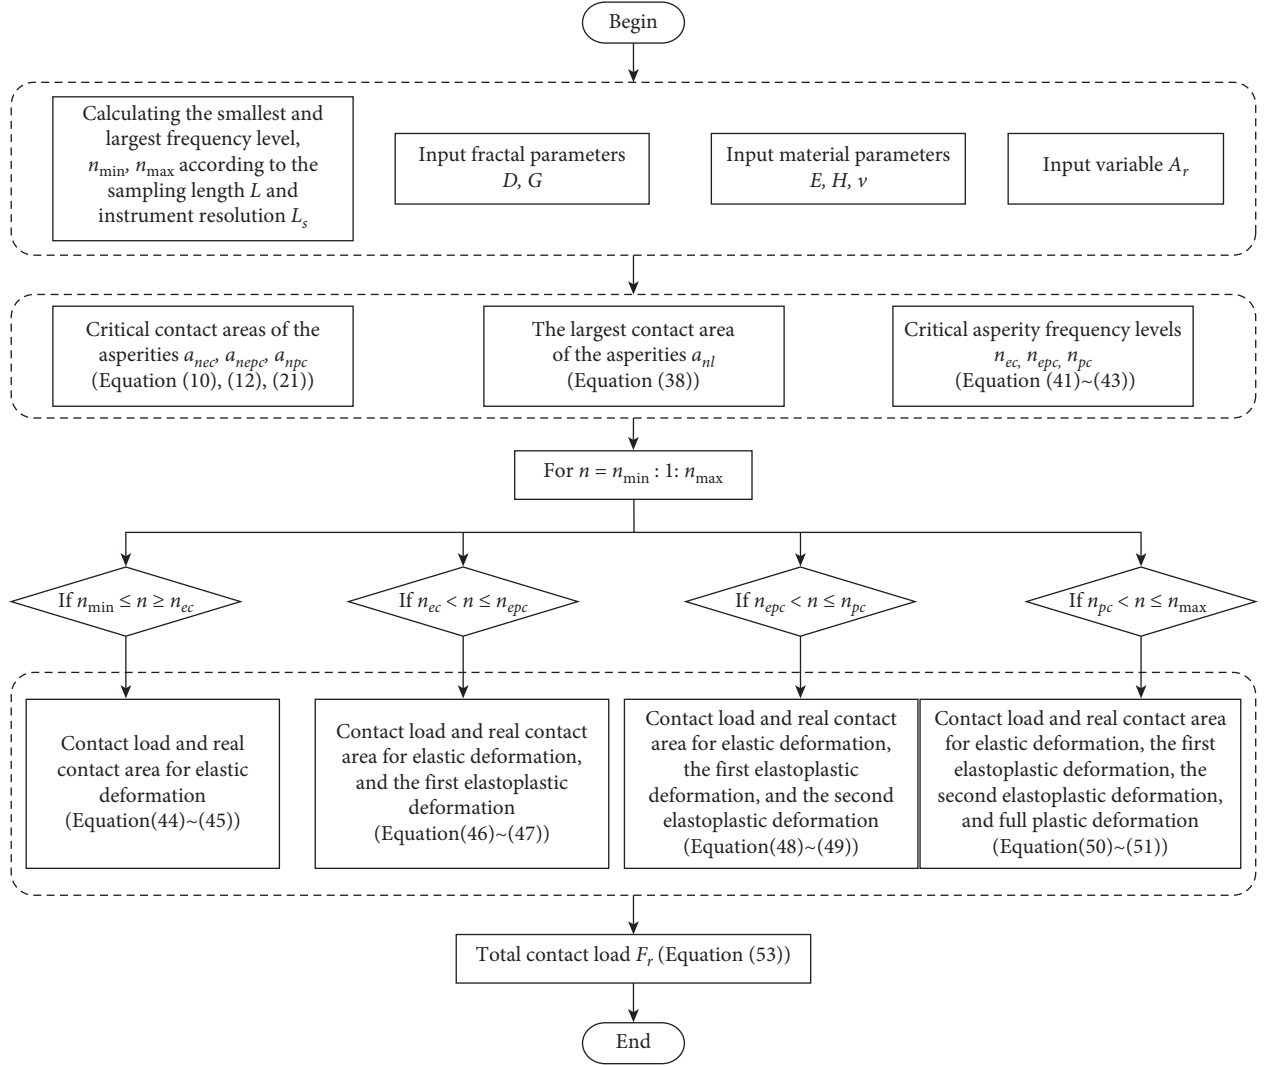 Begin
Calculating the smallest and
largest frequency level,
n_min, n_max according to the
sampling length L and
instrument resolution L_s
Input fractal parameters
D, G
Input material parameters
E, H, ν
Input variable A_r
Critical contact areas of the
asperities a_nec, a_nepc, a_npc
(Equation (10), (12), (21))
The largest contact area
of the asperities a_nl
(Equation (38))
Critical asperity frequency levels
n_ec, n_epc, n_pc
(Equation (41)~(43))
For n = n_min : 1: n_max
If n_min ≤ n ≥ n_ec
If n_ec < n ≤ n_epc
If n_epc < n ≤ n_pc
If n_pc < n ≤ n_max
Contact load and real
contact area for elastic
deformation
(Equation(44)~(45))
Contact load and real contact
area for elastic deformation,
and the first elastoplastic
deformation
(Equation(46)~(47))
Contact load and real contact
area for elastic deformation,
the first elastoplastic
deformation, and the second
elastoplastic deformation
(Equation(48)~(49))
Contact load and real contact area
for elastic deformation, the first
elastoplastic deformation, the
second elastoplastic deformation,
and full plastic deformation
(Equation(50)~(51))
Total contact load F_r (Equation (53))
End